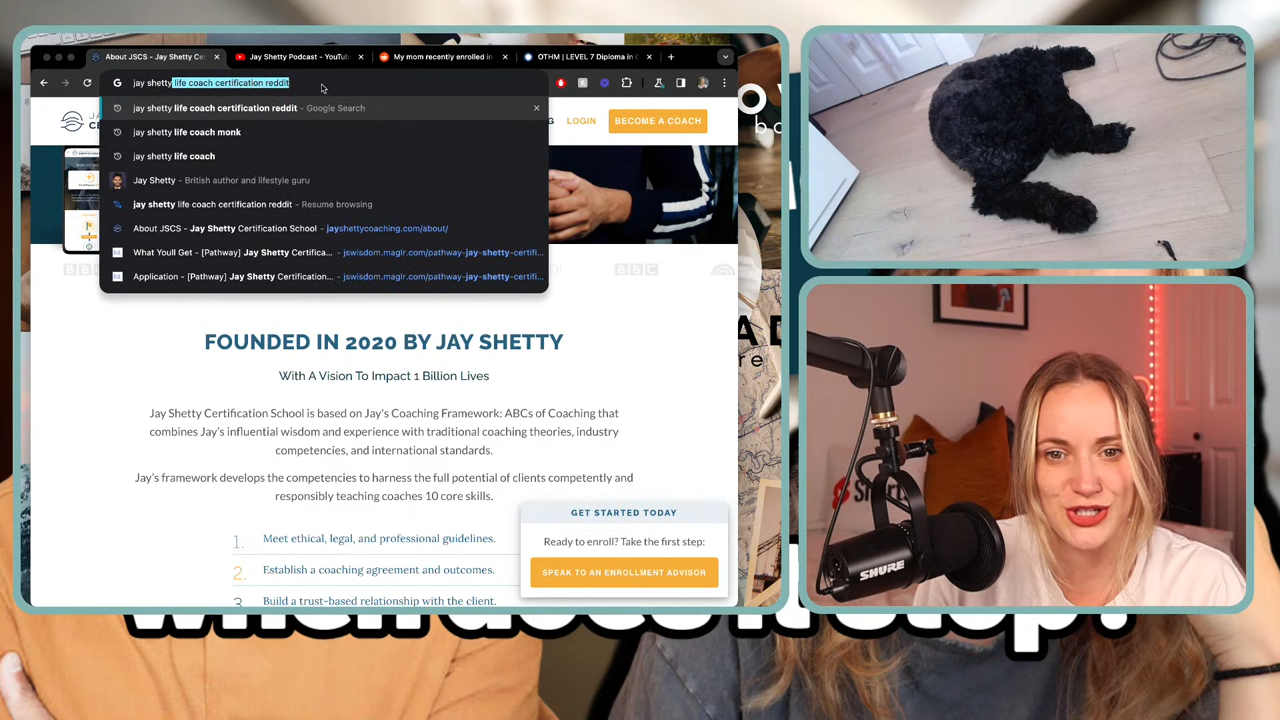 About JSCS - Jay Shetty Ce
Jay Shetty Podcast - YouTub
My mom recently enrolled in
OTHM | LEVEL 7 Diploma in C
jay shetty life coach certification reddit
jay shetty life coach certification reddit - Google Search
jay shetty life coach monk
jay shetty life coach
Jay Shetty - British author and lifestyle guru
jay shetty life coach certification reddit - Resume browsing
About JSCS - Jay Shetty Certification School - jayshettycoaching.com/about/
What Youll Get - [Pathway] Jay Shetty Certifica... - jswisdom.maglr.com/pathway-jay-shetty-certifi...
Application - [Pathway] Jay Shetty Certification... - jswisdom.maglr.com/pathway-jay-shetty-certifi...
LOGIN
BECOME A COACH
BBC
FOUNDED IN 2020 BY JAY SHETTY
With A Vision To Impact 1 Billion Lives
Jay Shetty Certification School is based on Jay's Coaching Framework: ABCs of Coaching that
combines Jay's influential wisdom and experience with traditional coaching theories, industry
competencies, and international standards.
Jay's framework develops the competencies to harness the full potential of clients competently and
responsibly teaching coaches 10 core skills.
1. Meet ethical, legal, and professional guidelines.
2. Establish a coaching agreement and outcomes.
3. Build a trust-based relationship with the client.
GET STARTED TODAY
Ready to enroll? Take the first step:
SPEAK TO AN ENROLLMENT ADVISOR
SHURE
when does it stop?